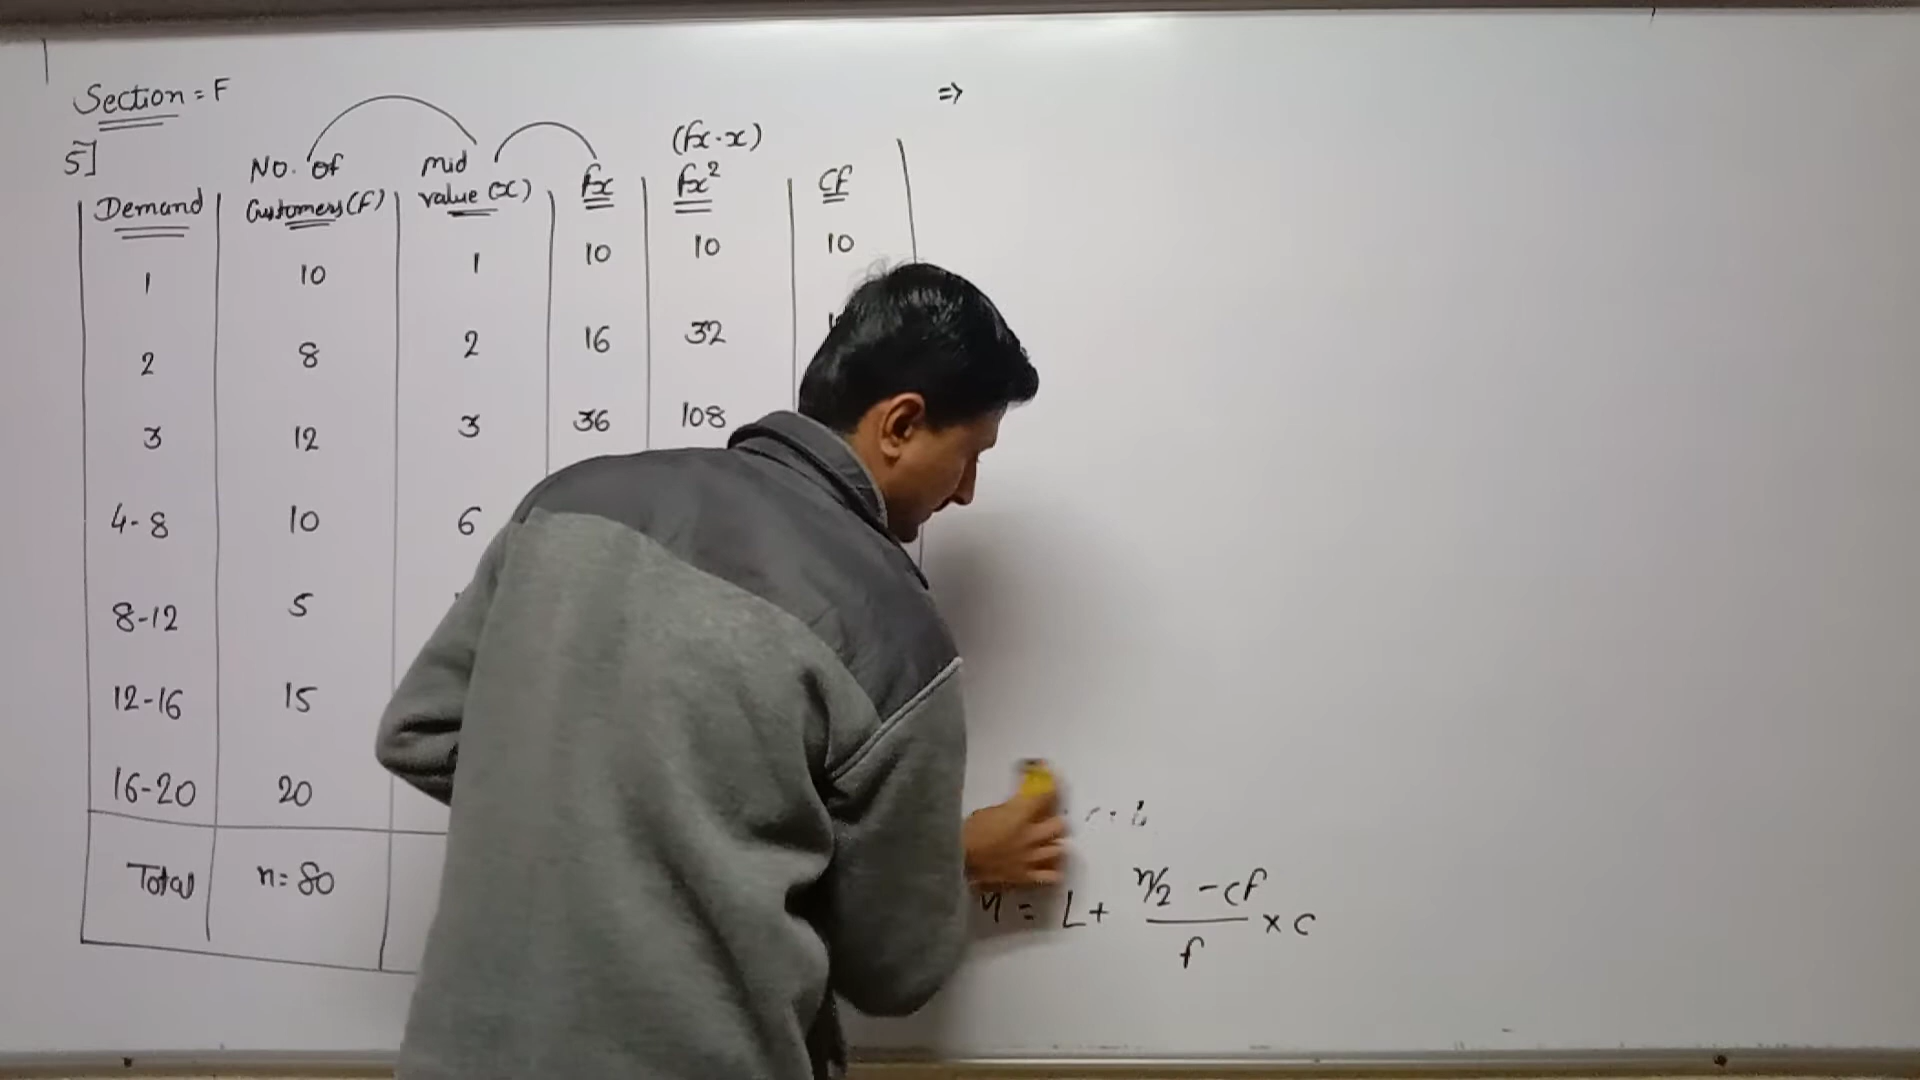 Section = F
5]
Demand | No. of Customers (F) | mid value (x) | fx | (fx·x) fx² | cf
1 | 10 | 1 | 10 | 10 | 10
2 | 8 | 2 | 16 | 32
3 | 12 | 3 | 36 | 108
4-8 | 10 | 6
8-12 | 5
12-16 | 15
16-20 | 20
Total | n = 80
⇒
= L + n/2 - cf / f × c